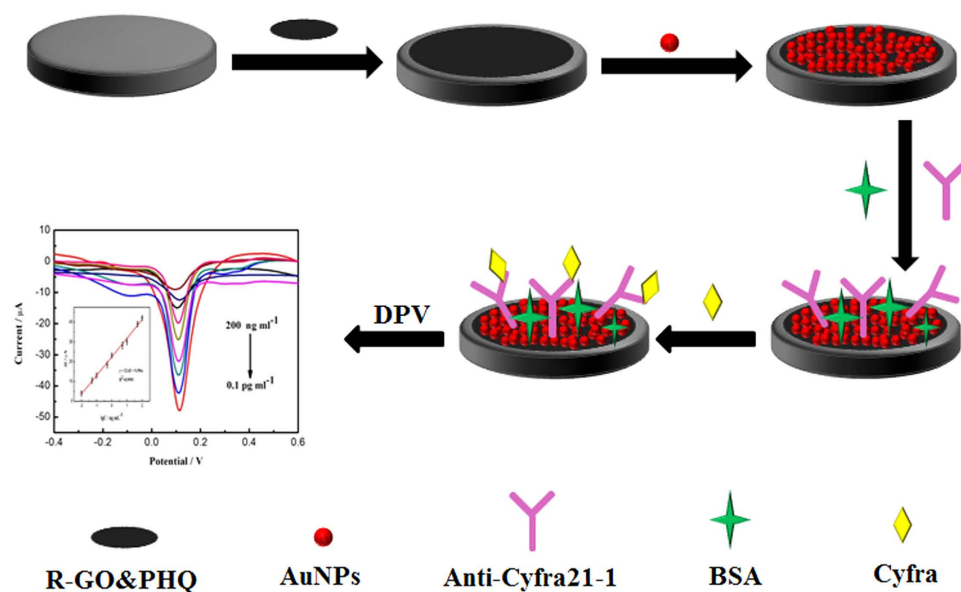 DPV
10
0
-10
-20
-30
-40
-50
Current / μA
200 ng ml-1
0.1 pg ml-1
-0.4 -0.2 0.0 0.2 0.4 0.6
Potential / V
R-GO&PHQ AuNPs Anti-Cyfra21-1 BSA Cyfra